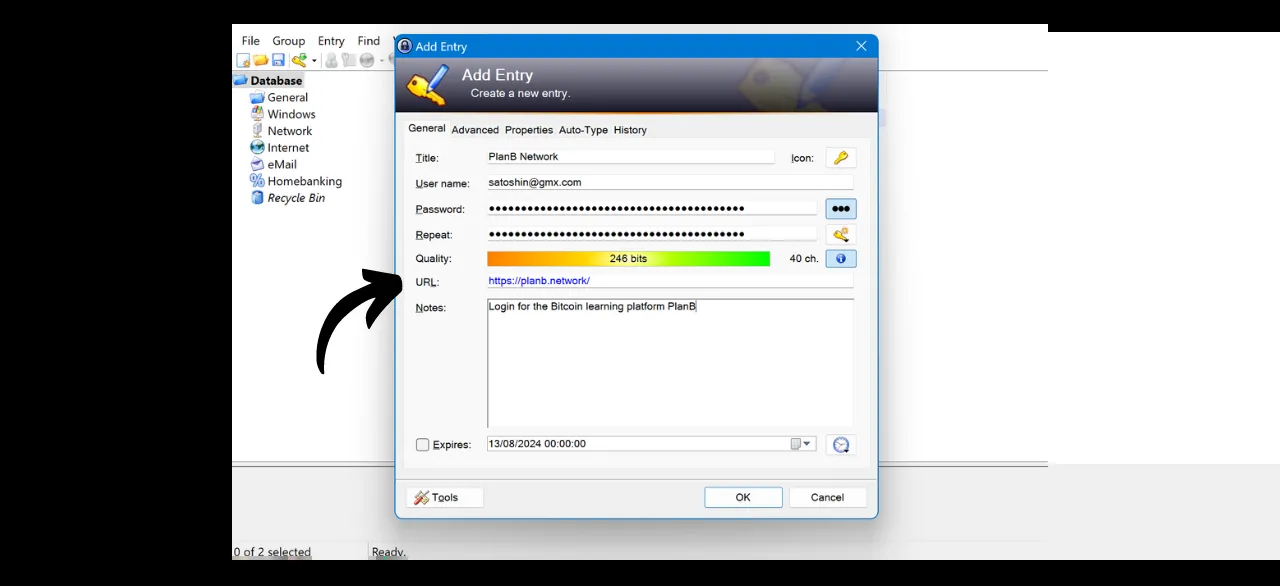 File Group Entry Find
Add Entry
Add Entry
Create a new entry.
Database
General
Windows
Network
Internet
eMail
Homebanking
Recycle Bin
General Advanced Properties Auto-Type History
Title: PlanB Network Icon:
User name: satoshin@gmx.com
Password: ••••••••••••••••••••••••••••••••••••••••
Repeat: ••••••••••••••••••••••••••••••••••••••••
Quality: 246 bits 40 ch.
URL: https://planb.network/
Notes: Login for the Bitcoin learning platform PlanB
Expires: 13/08/2024 00:00:00
Tools OK Cancel
0 of 2 selected Ready.